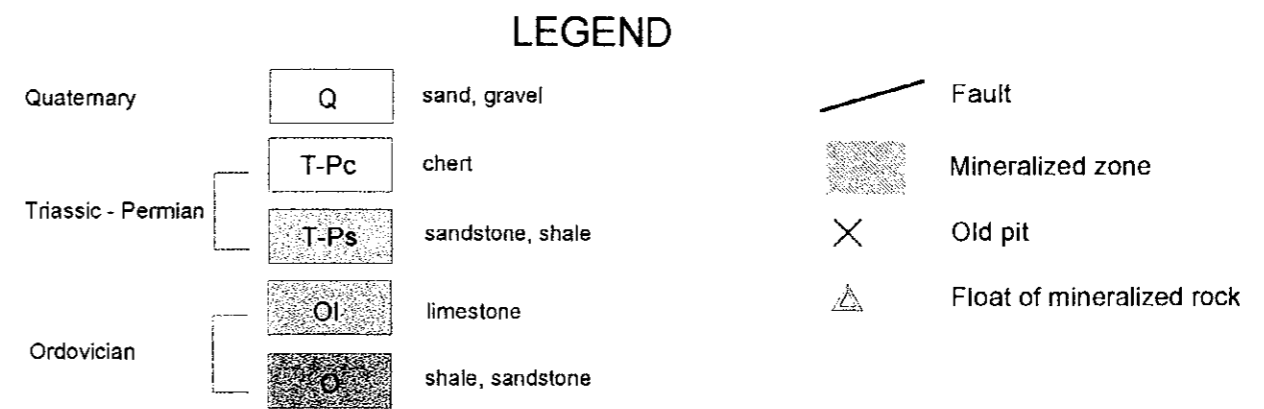 LEGEND
Quaternary Q sand, gravel
T-Pc chert
Triassic - Permian
T-Ps sandstone, shale
Ol limestone
Ordovician
O shale, sandstone
Fault
Mineralized zone
Old pit
Float of mineralized rock